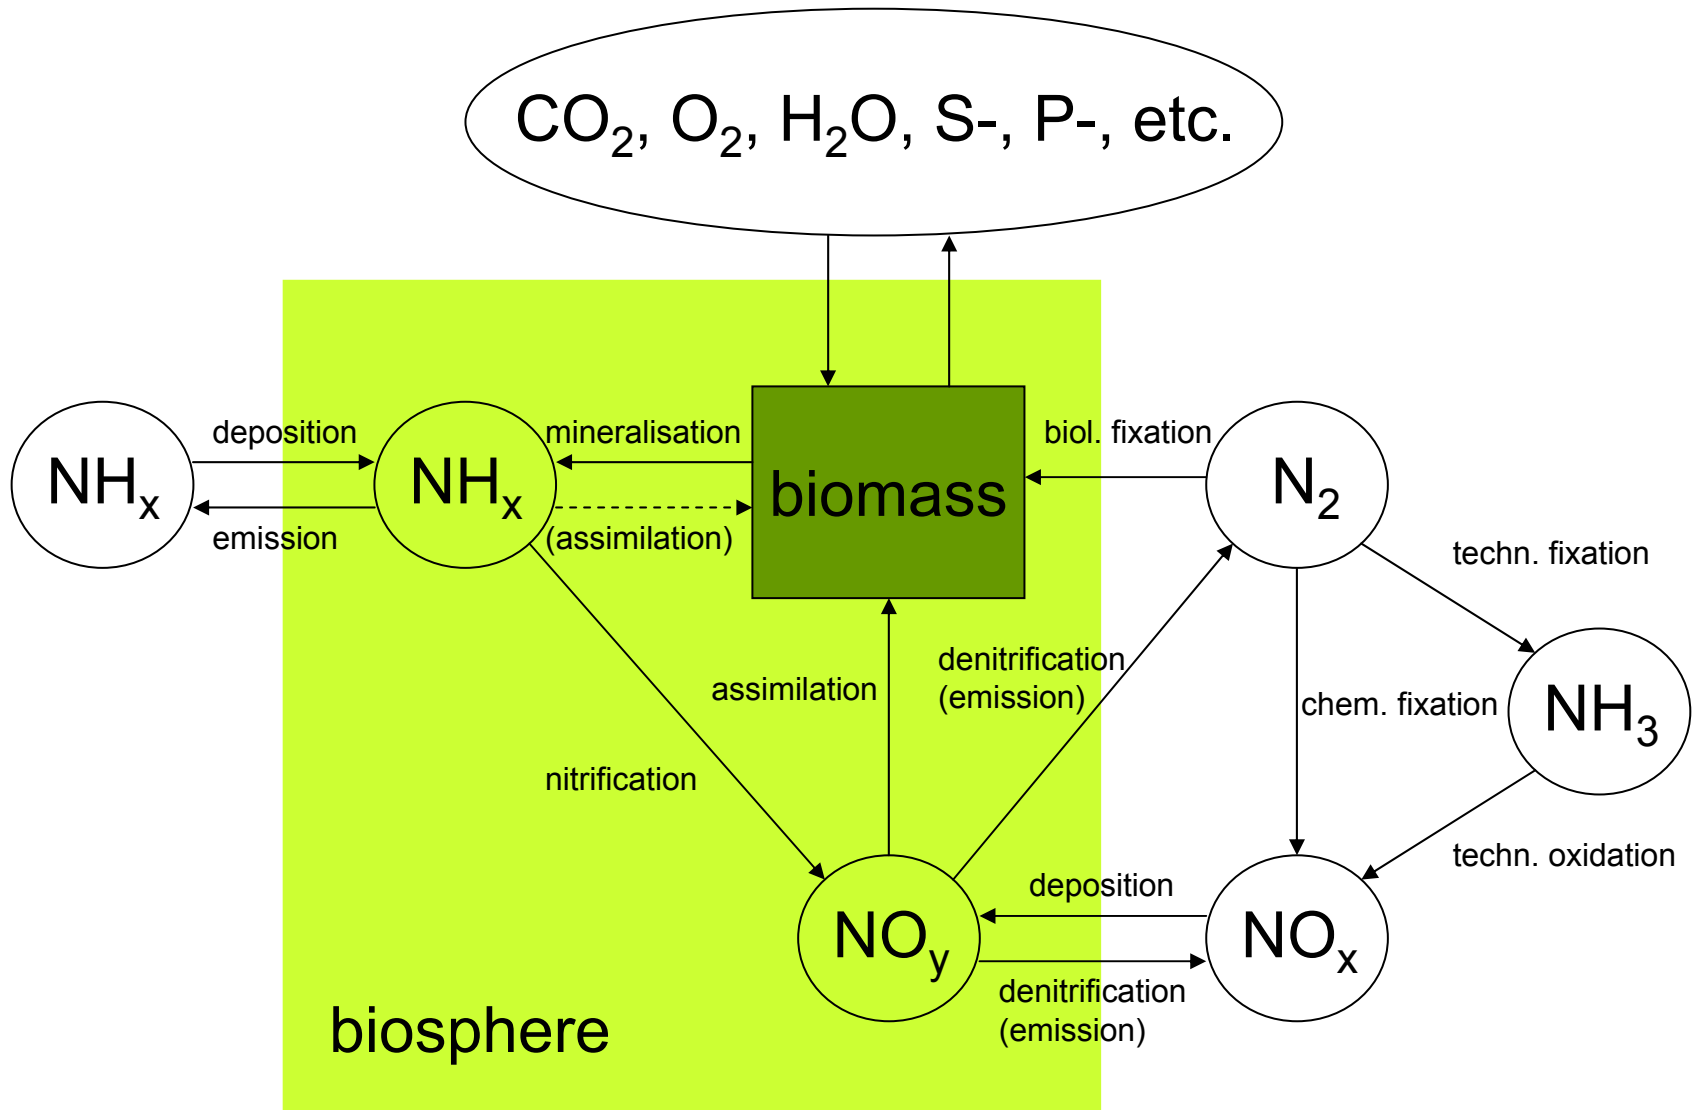 CO₂, O₂, H₂O, S-, P-, etc.
deposition
mineralisation
biol. fixation
NHₓ
NHₓ
biomass
N₂
emission
(assimilation)
techn. fixation
denitrification
(emission)
assimilation
chem. fixation
NH₃
nitrification
techn. oxidation
deposition
NOy
NOₓ
denitrification
(emission)
biosphere